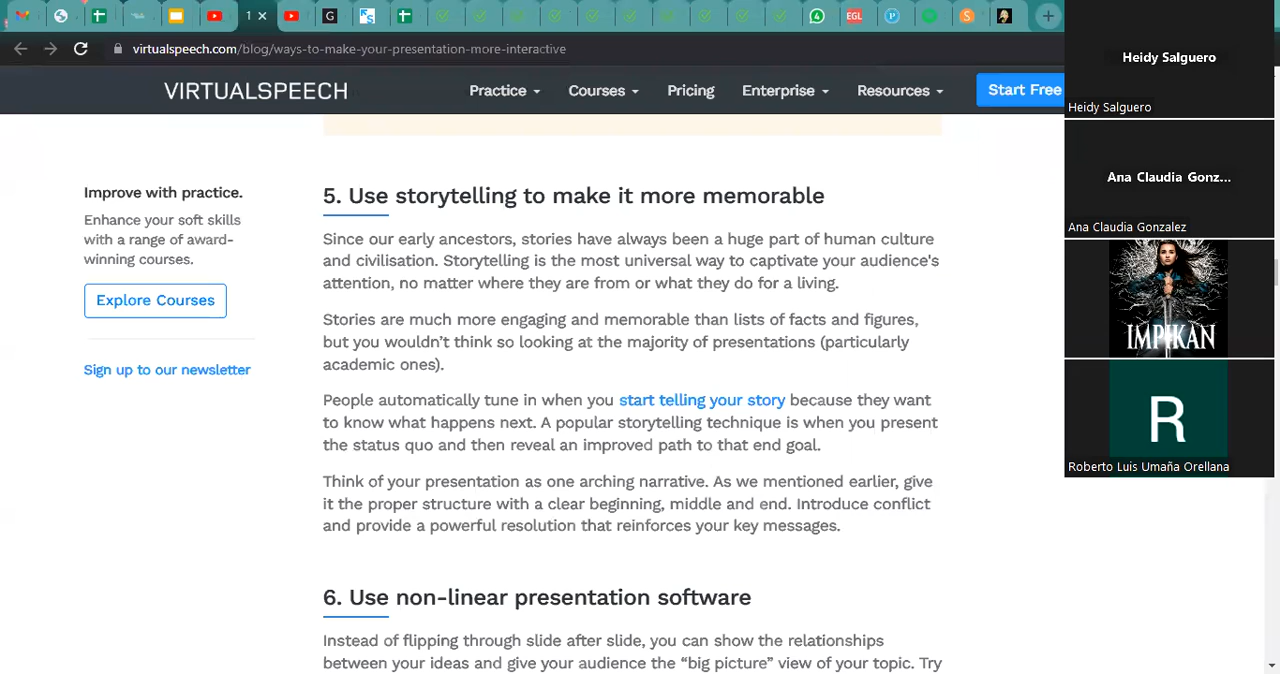 1
G
4
EGL
P
S
virtualspeech.com/blog/ways-to-make-your-presentation-more-interactive
VIRTUALSPEECH
Practice
Courses
Pricing
Enterprise
Resources
Start Free
Improve with practice.
Enhance your soft skills
with a range of award-
winning courses.
Explore Courses
Sign up to our newsletter
5. Use storytelling to make it more memorable
Since our early ancestors, stories have always been a huge part of human culture
and civilisation. Storytelling is the most universal way to captivate your audience's
attention, no matter where they are from or what they do for a living.
Stories are much more engaging and memorable than lists of facts and figures,
but you wouldn't think so looking at the majority of presentations (particularly
academic ones).
People automatically tune in when you start telling your story because they want
to know what happens next. A popular storytelling technique is when you present
the status quo and then reveal an improved path to that end goal.
Think of your presentation as one arching narrative. As we mentioned earlier, give
it the proper structure with a clear beginning, middle and end. Introduce conflict
and provide a powerful resolution that reinforces your key messages.
6. Use non-linear presentation software
Instead of flipping through slide after slide, you can show the relationships
between your ideas and give your audience the “big picture” view of your topic. Try
Heidy Salguero
Heidy Salguero
Ana Claudia Gonz...
Ana Claudia Gonzalez
IMPIKAN
R
Roberto Luis Umaña Orellana